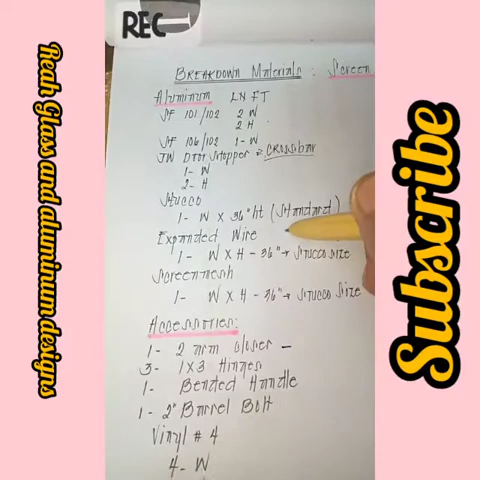 Reah Glass and aluminum designs
REC
BREAKDOWN Materials : Screen
Aluminum LN FT
SF 101/102 2 W
2 H
SF 106/102 1- W
JW Door Stopper → CROSSBAR
1- W
2- H
Stucco
1- W X 36" ht (Standard)
Expanded Wire
1- W X H - 36" → STUCCO SIZE
Screenmesh
1- W X H - 36" → STUCCO SIZE
Accessories:
1- 2 arm closer -
3- 1X3 Hinges
1- Bended Handle
1- 2" Barrel Bolt
Vinyl # 4
4- W
Subscribe